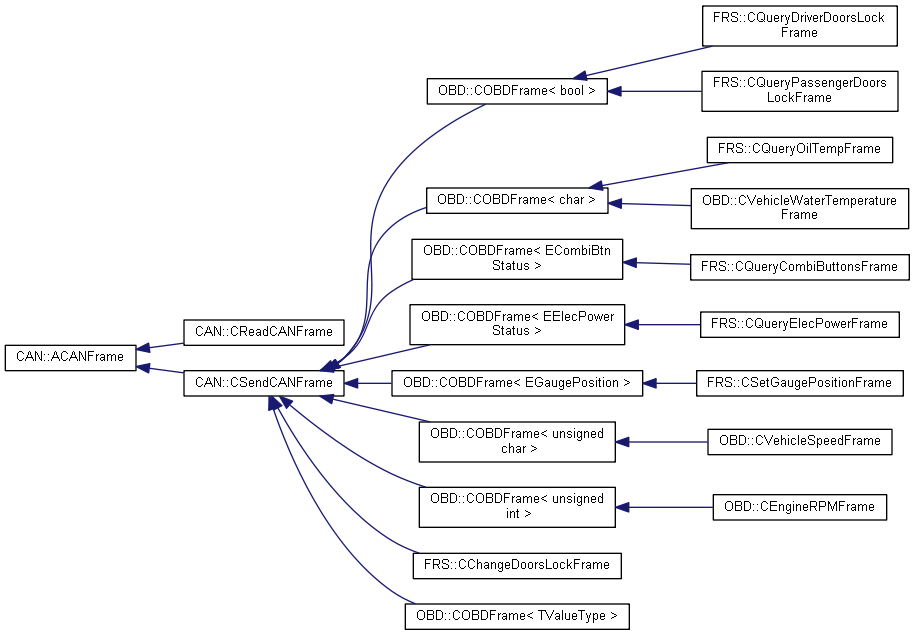 FRS::CQueryDriverDoorsLock
Frame
OBD::COBDFrame< bool >
FRS::CQueryPassengerDoors
LockFrame
FRS::CQueryOilTempFrame
OBD::COBDFrame< char >
OBD::CVehicleWaterTemperature
Frame
OBD::COBDFrame< ECombiBtn
Status >
FRS::CQueryCombiButtonsFrame
OBD::COBDFrame< EElecPower
Status >
FRS::CQueryElecPowerFrame
CAN::CReadCANFrame
CAN::ACANFrame
CAN::CSendCANFrame
OBD::COBDFrame< EGaugePosition >
FRS::CSetGaugePositionFrame
OBD::COBDFrame< unsigned
char >
OBD::CVehicleSpeedFrame
OBD::COBDFrame< unsigned
int >
OBD::CEngineRPMFrame
FRS::CChangeDoorsLockFrame
OBD::COBDFrame< TValueType >